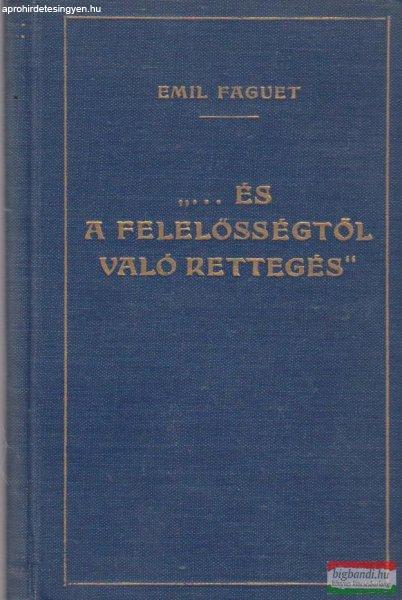 aprohirdetesingyen.hu
EMIL FAGUET
„... ÉS
A FELELŐSSÉGTŐL
VALÓ RETTEGÉS"
bigbandi.hu